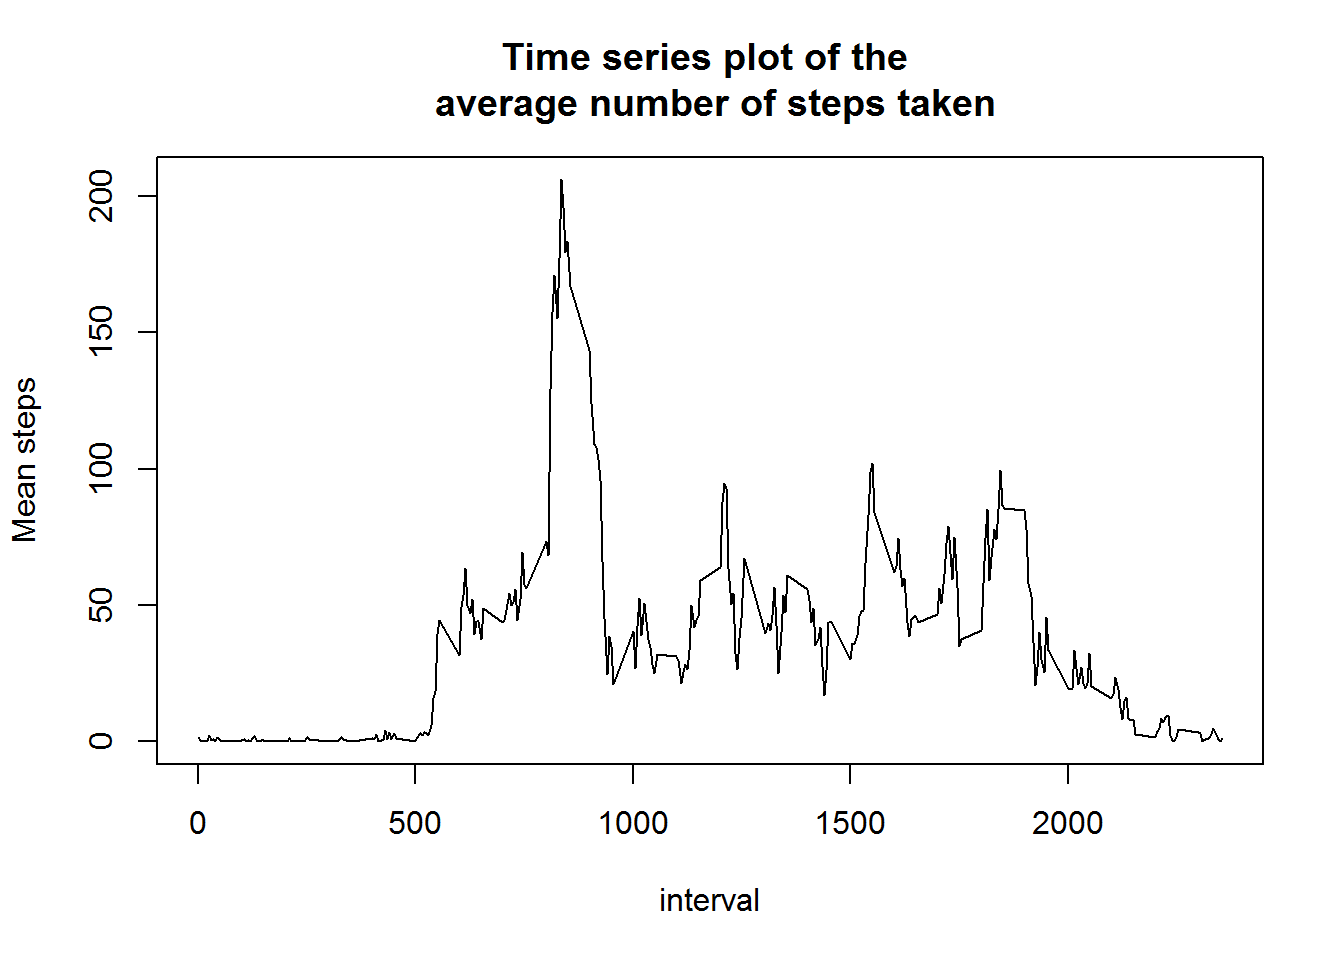 Time series plot of the
average number of steps taken
Mean steps
200
150
100
50
0
0 500 1000 1500 2000
interval